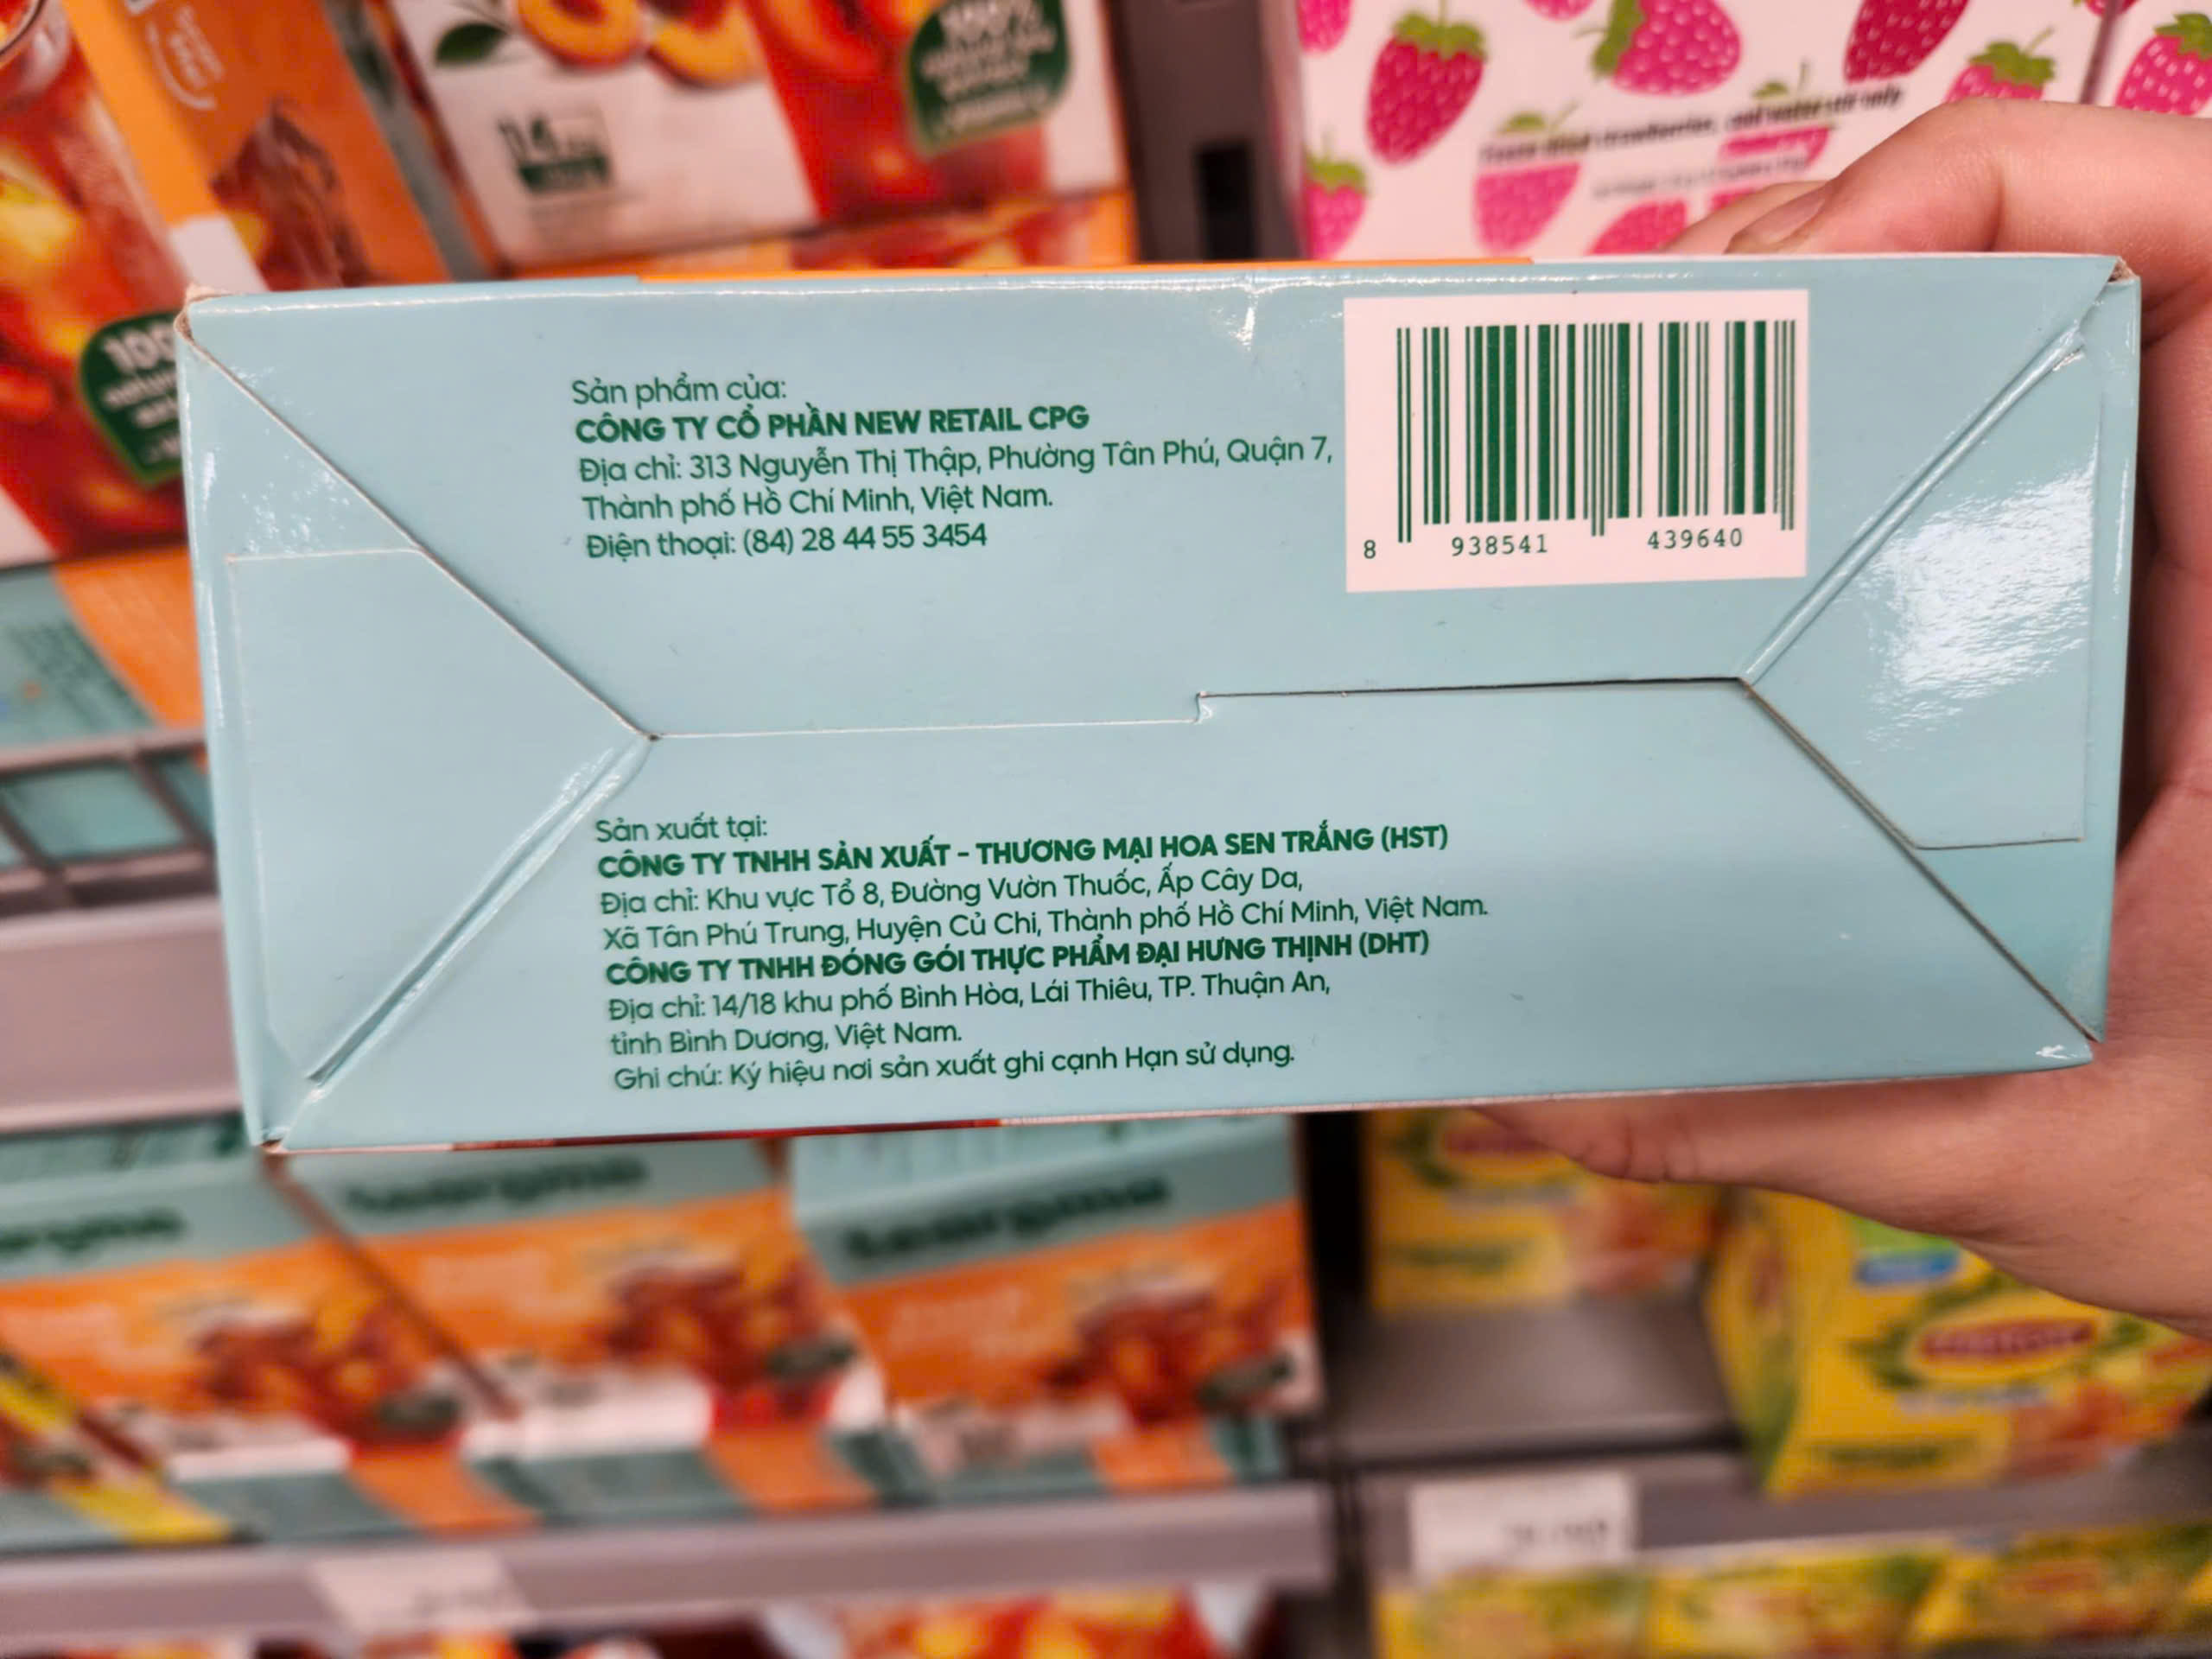 Sản phẩm của:
CÔNG TY CỔ PHẦN NEW RETAIL CPG
Địa chỉ: 313 Nguyễn Thị Thập, Phường Tân Phú, Quận 7,
Thành phố Hồ Chí Minh, Việt Nam.
Điện thoại: (84) 28 44 55 3454
8 938541 439640
Sản xuất tại:
CÔNG TY TNHH SẢN XUẤT - THƯƠNG MẠI HOA SEN TRẮNG (HST)
Địa chỉ: Khu vực Tổ 8, Đường Vườn Thuốc, Ấp Cây Da,
Xã Tân Phú Trung, Huyện Củ Chi, Thành phố Hồ Chí Minh, Việt Nam.
CÔNG TY TNHH ĐÓNG GÓI THỰC PHẨM ĐẠI HƯNG THỊNH (DHT)
Địa chỉ: 14/18 khu phố Bình Hòa, Lái Thiêu, TP. Thuận An,
tỉnh Bình Dương, Việt Nam.
Ghi chú: Ký hiệu nơi sản xuất ghi cạnh Hạn sử dụng.
100%
14